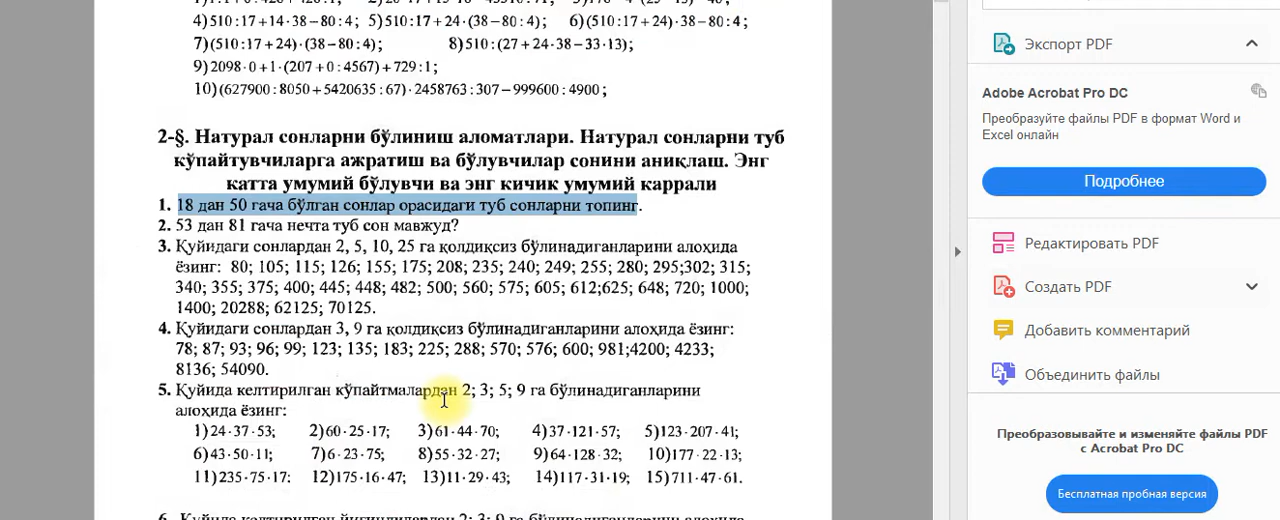 4)510:17+14·38−80:4; 5)510:17+24·(38−80:4; 6)(510:17+24)·38−80:4;
7)(510:17+24)·(38−80:4); 8)510:(27+24·38−33·13);
9)2098·0+1·(207+0:4567)+729:1;
10)(627900:8050+5420635:67)·2458763:307−999600:4900;
2-§. Натурал сонларни бўлиниш аломатлари. Натурал сонларни туб
кўпайтувчиларга ажратиш ва бўлувчилар сонини аниқлаш. Энг
катта умумий бўлувчи ва энг кичик умумий каррали
1. 18 дан 50 гача бўлган сонлар орасидаги туб сонларни топинг.
2. 53 дан 81 гача нечта туб сон мавжуд?
3. Қуйидаги сонлардан 2, 5, 10, 25 га қолдиқсиз бўлинадиганларини алоҳида
ёзинг: 80; 105; 115; 126; 155; 175; 208; 235; 240; 249; 255; 280; 295;302; 315;
340; 355; 375; 400; 445; 448; 482; 500; 560; 575; 605; 612;625; 648; 720; 1000;
1400; 20288; 62125; 70125.
4. Қуйидаги сонлардан 3, 9 га қолдиқсиз бўлинадиганларини алоҳида ёзинг:
78; 87; 93; 96; 99; 123; 135; 183; 225; 288; 570; 576; 600; 981;4200; 4233;
8136; 54090.
5. Қуйида келтирилган кўпайтмалардан 2; 3; 5; 9 га бўлинадиганларини
алоҳида ёзинг:
1)24·37·53; 2)60·25·17; 3)61·44·70; 4)37·121·57; 5)123·207·41;
6)43·50·11; 7)6·23·75; 8)55·32·27; 9)64·128·32; 10)177·22·13;
11)235·75·17; 12)175·16·47; 13)11·29·43; 14)117·31·19; 15)711·47·61.
Экспорт PDF
Adobe Acrobat Pro DC
Преобразуйте файлы PDF в формат Word и
Excel онлайн
Подробнее
Редактировать PDF
Создать PDF
Добавить комментарий
Объединить файлы
Преобразовывайте и изменяйте файлы PDF
с Acrobat Pro DC
Бесплатная пробная версия